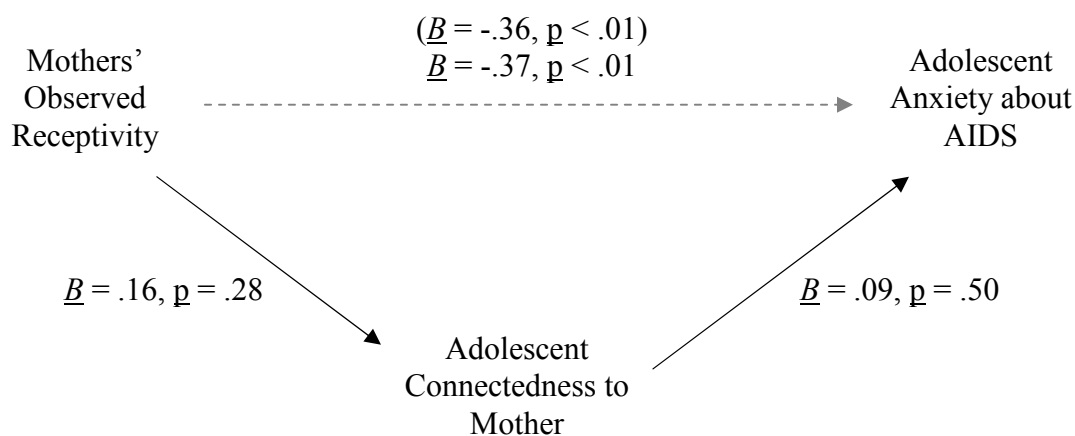 (B = -.36, p < .01)
B = -.37, p < .01
Mothers’
Observed
Receptivity
Adolescent
Anxiety about
AIDS
B = .16, p = .28
B = .09, p = .50
Adolescent
Connectedness to
Mother